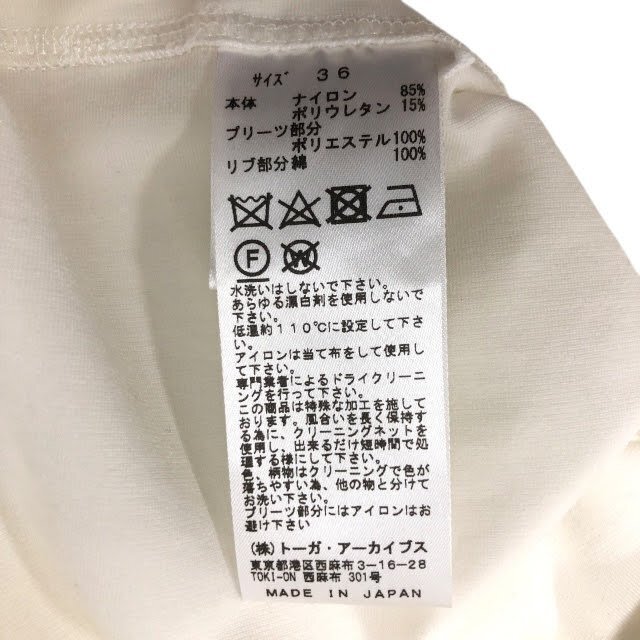 サイズ 36
本体 ナイロン 85%
ポリウレタン 15%
プリーツ部分
ポリエステル100%
リブ部分綿 100%
F W
水洗いはしないで下さい。
あらゆる漂白剤を使用しないで
下さい。
低温約110℃に設定して下さ
い。
アイロンは当て布をして使用し
て下さい。
専門業者によるドライクリーニ
ングを行って下さい。
この商品は特殊な加工を施して
おります。風合いを長く保持す
る為に、クリーニングネットを
使用し、出来るだけ短時間で処
理する様にして下さい。
色、柄物はクリーニングで色が
落ちやすい為、他の物と分けて
お洗い下さい。
プリーツ部分にはアイロンはお
避け下さい
(株)トーガ・アーカイブス
東京都港区西麻布3-16-28
TOKI-ON 西麻布 301号
MADE IN JAPAN